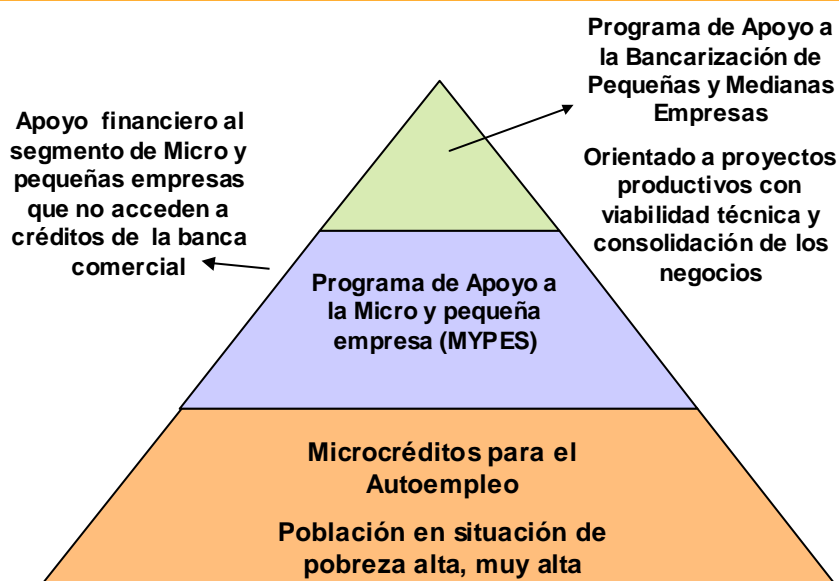 Programa de Apoyo a
la Bancarización de
Pequeñas y Medianas
Empresas
Orientado a proyectos
productivos con
viabilidad técnica y
consolidación de los
negocios
Apoyo financiero al
segmento de Micro y
pequeñas empresas
que no acceden a
créditos de la banca
comercial
Programa de Apoyo a
la Micro y pequeña
empresa (MYPES)
Microcréditos para el
Autoempleo
Población en situación de
pobreza alta, muy alta